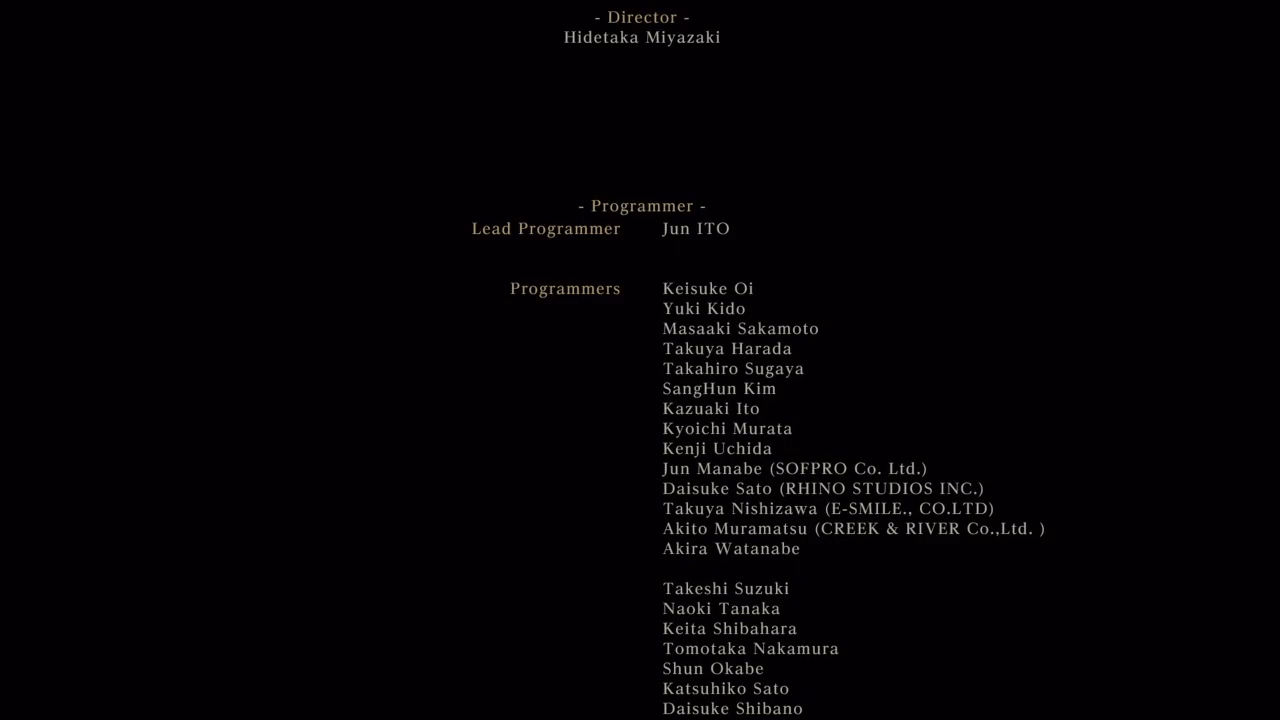 - Director -
Hidetaka Miyazaki
- Programmer -
Lead Programmer Jun ITO
Programmers Keisuke Oi
Yuki Kido
Masaaki Sakamoto
Takuya Harada
Takahiro Sugaya
SangHun Kim
Kazuaki Ito
Kyoichi Murata
Kenji Uchida
Jun Manabe (SOFPRO Co. Ltd.)
Daisuke Sato (RHINO STUDIOS INC.)
Takuya Nishizawa (E-SMILE., CO.LTD)
Akito Muramatsu (CREEK & RIVER Co.,Ltd. )
Akira Watanabe
Takeshi Suzuki
Naoki Tanaka
Keita Shibahara
Tomotaka Nakamura
Shun Okabe
Katsuhiko Sato
Daisuke Shibano